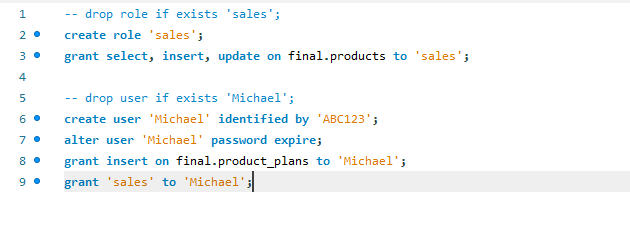 1 -- drop role if exists 'sales';
2 create role 'sales';
3 grant select, insert, update on final.products to 'sales';
4
5 -- drop user if exists 'Michael';
6 create user 'Michael' identified by 'ABC123';
7 alter user 'Michael' password expire;
8 grant insert on final.product_plans to 'Michael';
9 grant 'sales' to 'Michael';